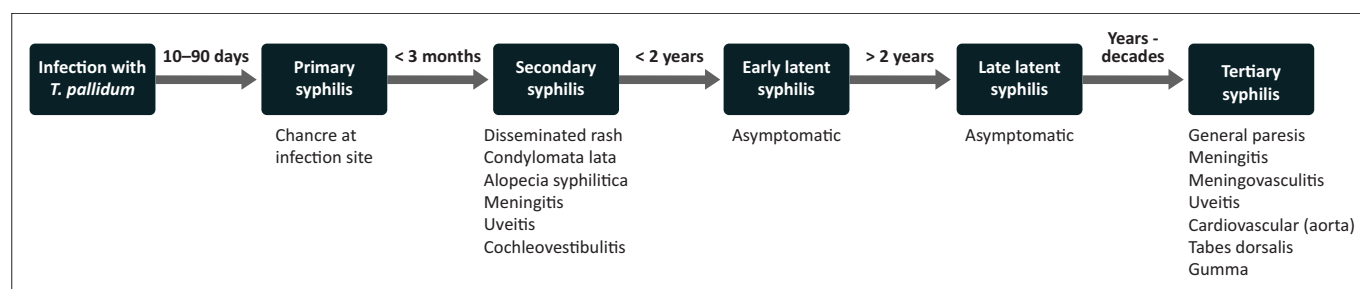 Infection with
T. pallidum
10–90 days
Primary
syphilis
Chancre at
infection site
< 3 months
Secondary
syphilis
Disseminated rash
Condylomata lata
Alopecia syphilitica
Meningitis
Uveitis
Cochleovestibulitis
< 2 years
Early latent
syphilis
Asymptomatic
> 2 years
Late latent
syphilis
Asymptomatic
Years -
decades
Tertiary
syphilis
General paresis
Meningitis
Meningovasculitis
Uveitis
Cardiovascular (aorta)
Tabes dorsalis
Gumma